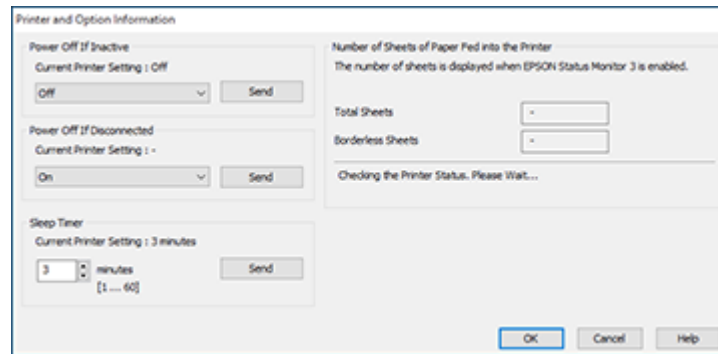 Printer and Option Information
Power Off If Inactive
Current Printer Setting : Off
Off
Send
Power Off If Disconnected
Current Printer Setting : -
On
Send
Sleep Timer
Current Printer Setting : 3 minutes
3 minutes
[1 .... 60]
Send
Number of Sheets of Paper Fed into the Printer
The number of sheets is displayed when EPSON Status Monitor 3 is enabled.
Total Sheets -
Borderless Sheets -
Checking the Printer Status. Please Wait...
OK Cancel Help